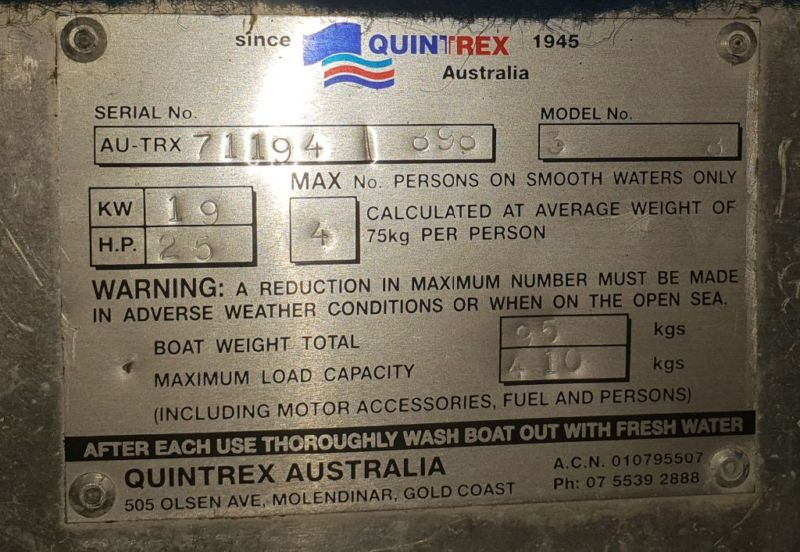 since QUINTREX 1945
Australia
SERIAL No. MODEL No.
AU-TRX 71194 898 3
MAX No. PERSONS ON SMOOTH WATERS ONLY
KW 19
H.P. 25
4
CALCULATED AT AVERAGE WEIGHT OF
75kg PER PERSON
WARNING: A REDUCTION IN MAXIMUM NUMBER MUST BE MADE
IN ADVERSE WEATHER CONDITIONS OR WHEN ON THE OPEN SEA.
BOAT WEIGHT TOTAL 95 kgs
MAXIMUM LOAD CAPACITY 410 kgs
(INCLUDING MOTOR ACCESSORIES, FUEL AND PERSONS)
AFTER EACH USE THOROUGHLY WASH BOAT OUT WITH FRESH WATER
QUINTREX AUSTRALIA
505 OLSEN AVE, MOLENDINAR, GOLD COAST
A.C.N. 010795507
Ph: 07 5539 2888